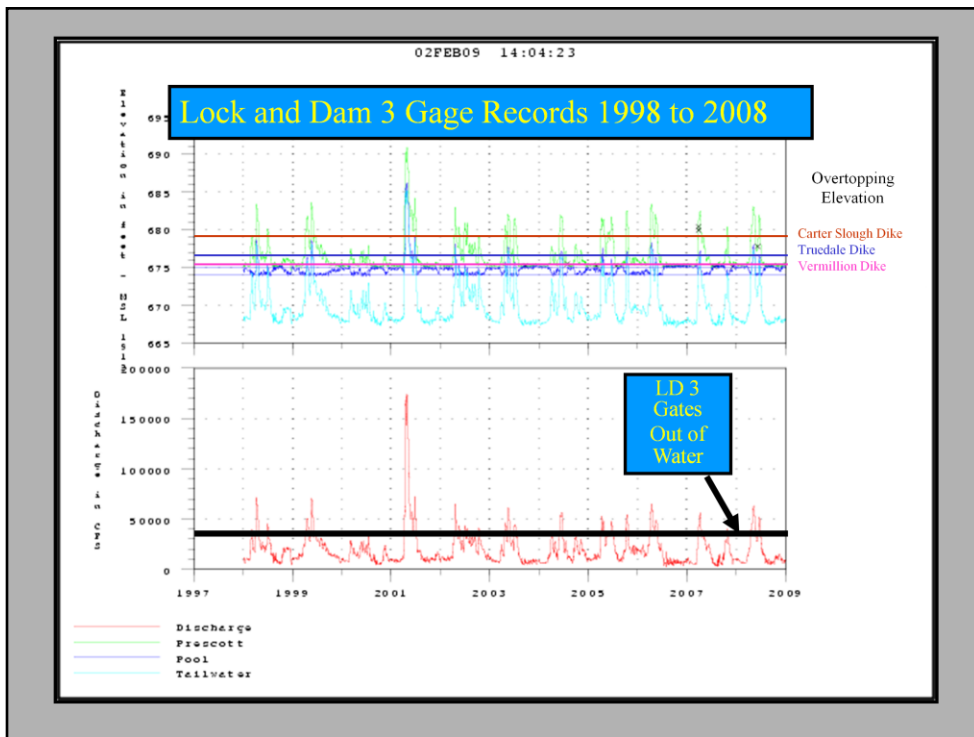 02FEB09 14:04:23
Lock and Dam 3 Gage Records 1998 to 2008
Elevation in feet - MSL 1912
695
690
685
680
675
670
665
Overtopping
Elevation
Carter Slough Dike
Truedale Dike
Vermillion Dike
Discharge in CFS
200000
150000
100000
50000
0
LD 3
Gates
Out of
Water
1997
1999
2001
2003
2005
2007
2009
Discharge
Prescott
Pool
Tailwater